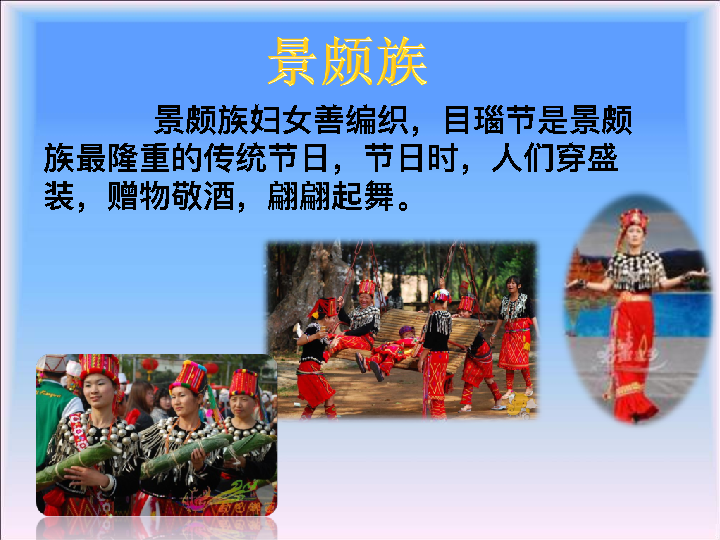 景颇族
景颇族妇女善编织，目瑙节是景颇
族最隆重的传统节日，节日时，人们穿盛
装，赠物敬酒，翩翩起舞。